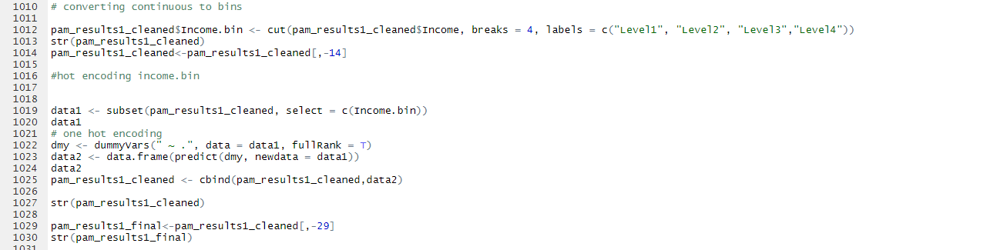 1010 # converting continuous to bins
1011
1012 pam_results1_cleaned$Income.bin <- cut(pam_results1_cleaned$Income, breaks = 4, labels = c("Level1", "Level2", "Level3","Level4"))
1013 str(pam_results1_cleaned)
1014 pam_results1_cleaned<-pam_results1_cleaned[,-14]
1015
1016 #hot encoding income.bin
1017
1018
1019 data1 <- subset(pam_results1_cleaned, select = c(Income.bin))
1020 data1
1021 # one hot encoding
1022 dmy <- dummyVars(" ~ .", data = data1, fullRank = T)
1023 data2 <- data.frame(predict(dmy, newdata = data1))
1024 data2
1025 pam_results1_cleaned <- cbind(pam_results1_cleaned,data2)
1026
1027 str(pam_results1_cleaned)
1028
1029 pam_results1_final<-pam_results1_cleaned[,-29]
1030 str(pam_results1_final)
1031